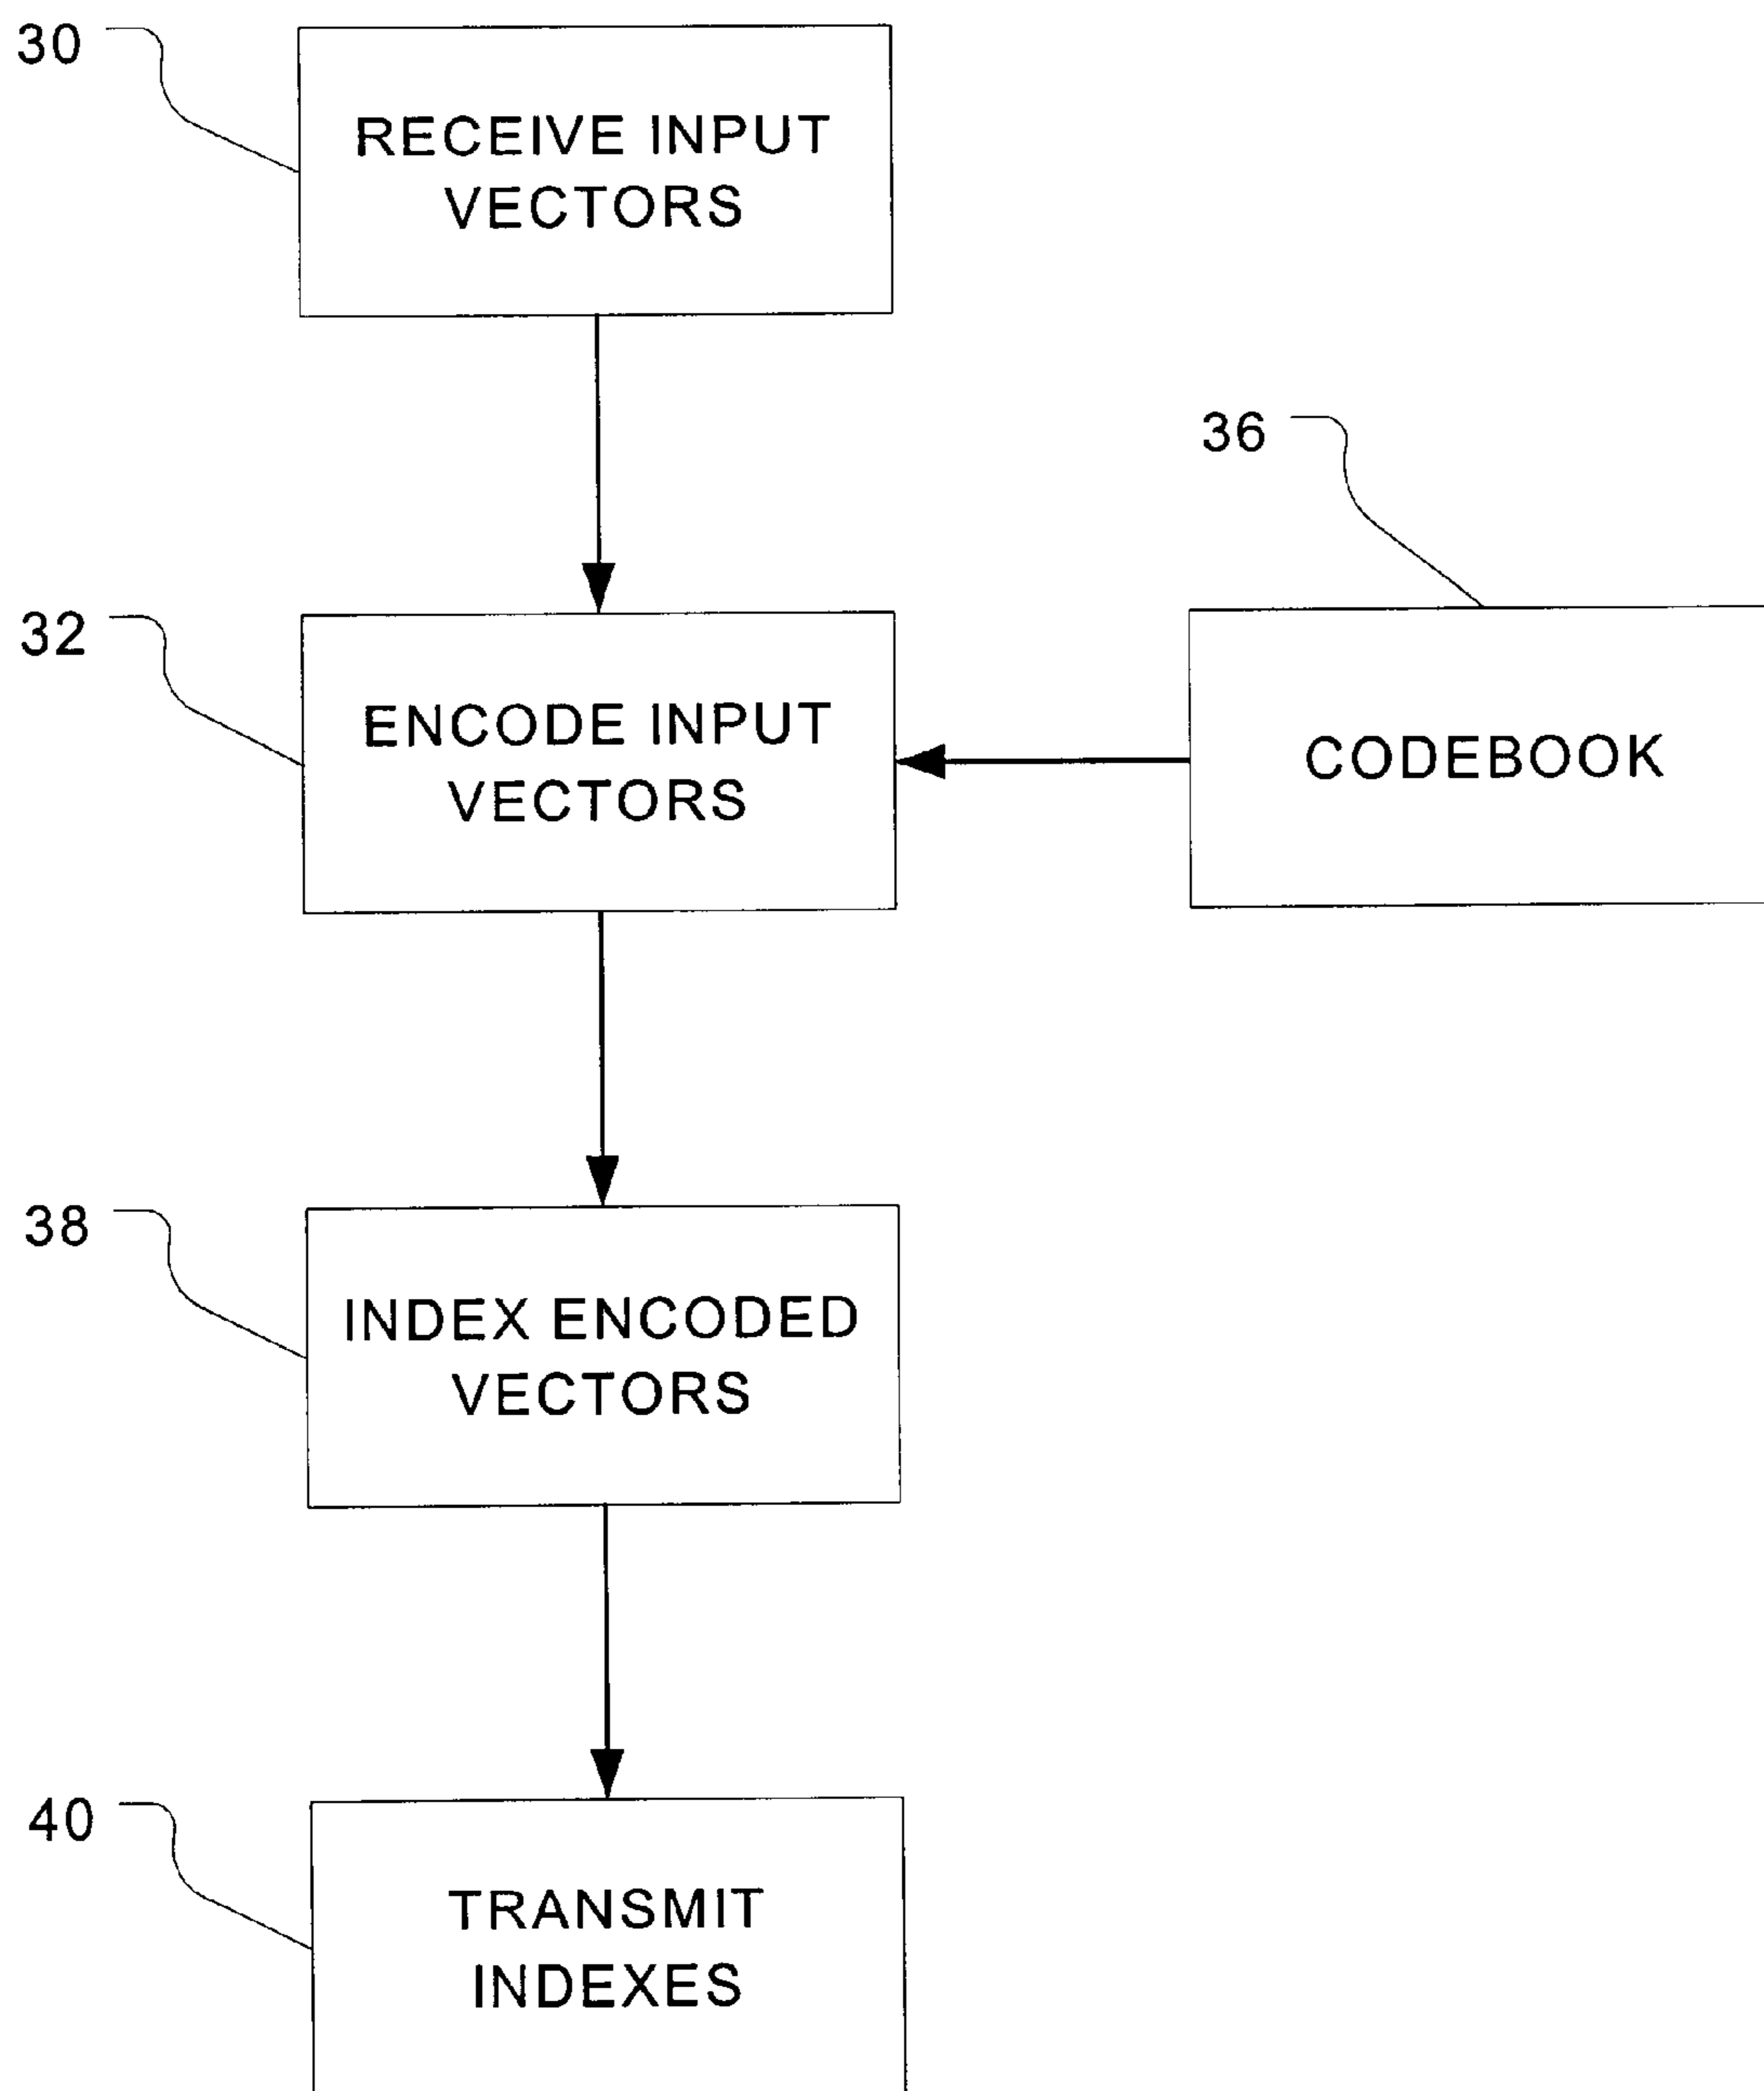 30
RECEIVE INPUT
VECTORS
36
32
ENCODE INPUT
VECTORS
CODEBOOK
38
INDEX ENCODED
VECTORS
40
TRANSMIT
INDEXES